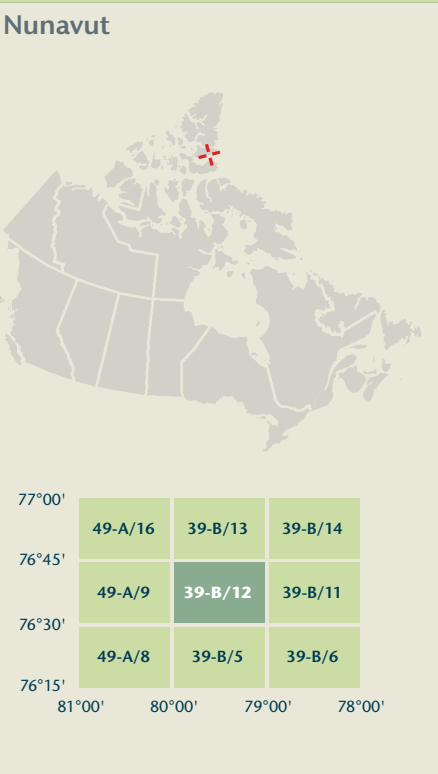 Nunavut
77°00'
49-A/16 39-B/13 39-B/14
76°45'
49-A/9 39-B/12 39-B/11
76°30'
49-A/8 39-B/5 39-B/6
76°15'
81°00' 80°00' 79°00' 78°00'